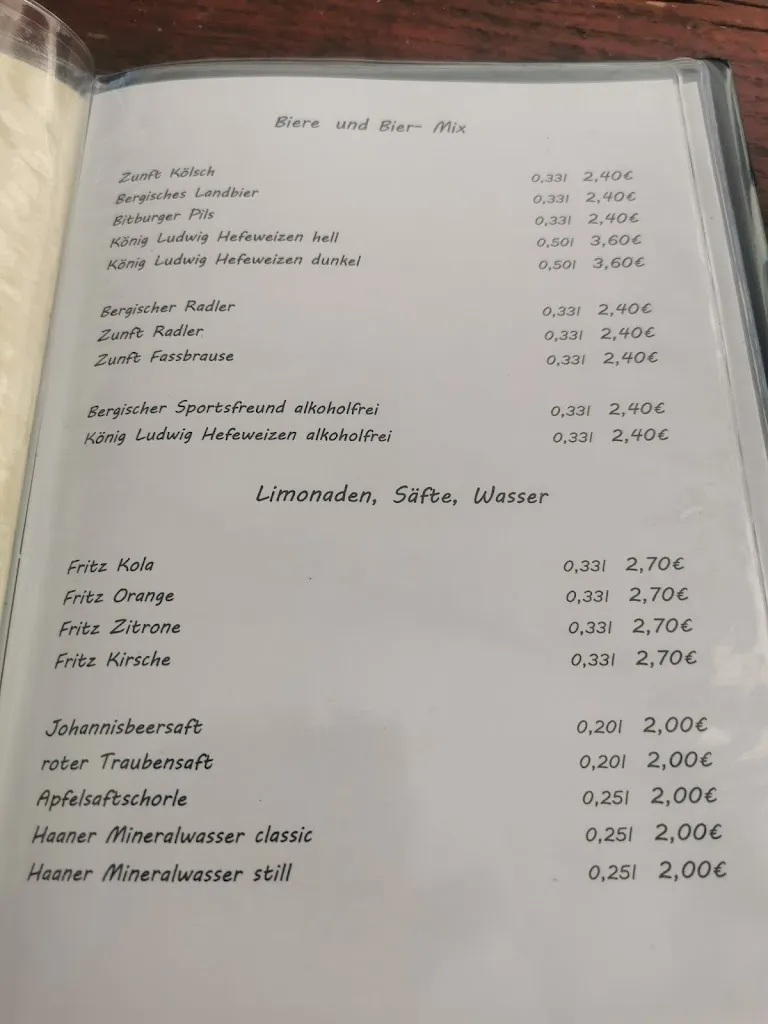 Biere und Bier- Mix
Zunft Kölsch 0,33l 2,40€
Bergisches Landbier 0,33l 2,40€
Bitburger Pils 0,33l 2,40€
König Ludwig Hefeweizen hell 0,50l 3,60€
König Ludwig Hefeweizen dunkel 0,50l 3,60€
Bergischer Radler 0,33l 2,40€
Zunft Radler 0,33l 2,40€
Zunft Fassbrause 0,33l 2,40€
Bergischer Sportsfreund alkoholfrei 0,33l 2,40€
König Ludwig Hefeweizen alkoholfrei 0,33l 2,40€
Limonaden, Säfte, Wasser
Fritz Kola 0,33l 2,70€
Fritz Orange 0,33l 2,70€
Fritz Zitrone 0,33l 2,70€
Fritz Kirsche 0,33l 2,70€
Johannisbeersaft 0,20l 2,00€
roter Traubensaft 0,20l 2,00€
Apfelsaftschorle 0,25l 2,00€
Haaner Mineralwasser classic 0,25l 2,00€
Haaner Mineralwasser still 0,25l 2,00€